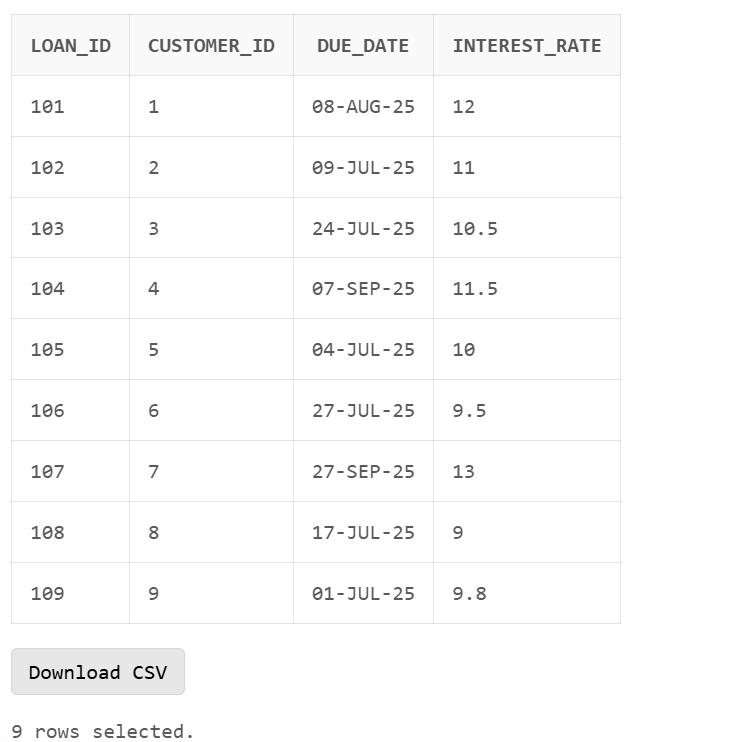 LOAN_ID CUSTOMER_ID DUE_DATE INTEREST_RATE
101 1 08-AUG-25 12
102 2 09-JUL-25 11
103 3 24-JUL-25 10.5
104 4 07-SEP-25 11.5
105 5 04-JUL-25 10
106 6 27-JUL-25 9.5
107 7 27-SEP-25 13
108 8 17-JUL-25 9
109 9 01-JUL-25 9.8
Download CSV
9 rows selected.